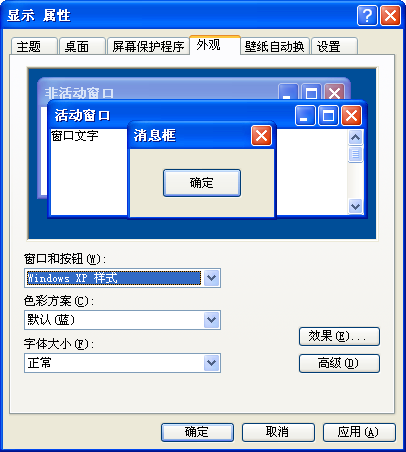 显示 属性
主题 桌面 屏幕保护程序 外观 壁纸自动换 设置
非活动窗口
活动窗口
窗口文字
消息框
确定
窗口和按钮(W):
Windows XP 样式
色彩方案(C):
默认(蓝)
效果(E)...
字体大小(F):
正常
高级(D)
确定 取消 应用(A)